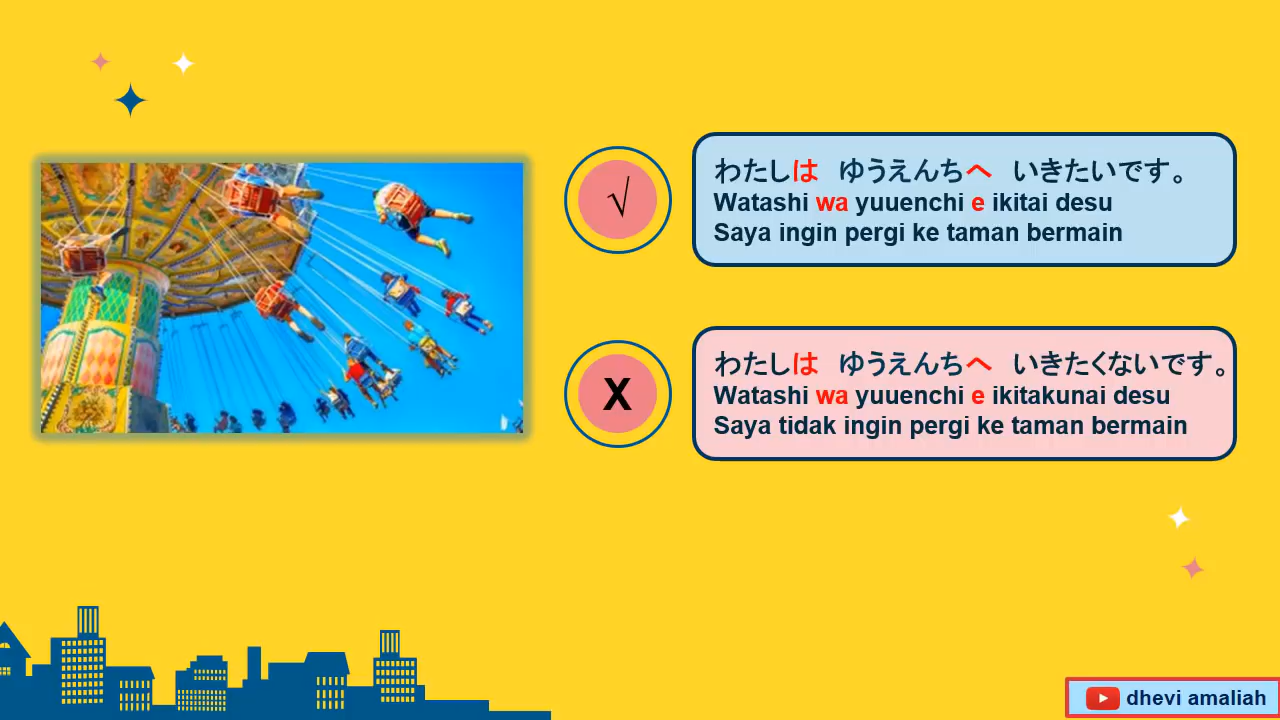 √
わたしは ゆうえんちへ いきたいです。
Watashi wa yuuenchi e ikitai desu
Saya ingin pergi ke taman bermain
X
わたしは ゆうえんちへ いきたくないです。
Watashi wa yuuenchi e ikitakunai desu
Saya tidak ingin pergi ke taman bermain
dhevi amaliah